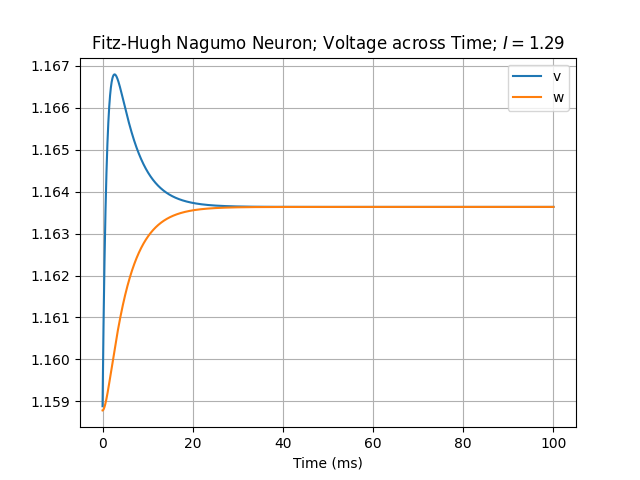 Fitz-Hugh Nagumo Neuron; Voltage across Time; I = 1.29
1.167
1.166
1.165
1.164
1.163
1.162
1.161
1.160
1.159
v
w
0 20 40 60 80 100
Time (ms)